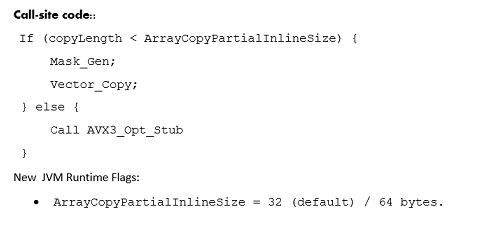 Call-site code::
If (copyLength < ArrayCopyPartialInlineSize) {
Mask_Gen;
Vector_Copy;
} else {
Call AVX3_Opt_Stub
}
New JVM Runtime Flags:
• ArrayCopyPartialInlineSize = 32 (default) / 64 bytes.